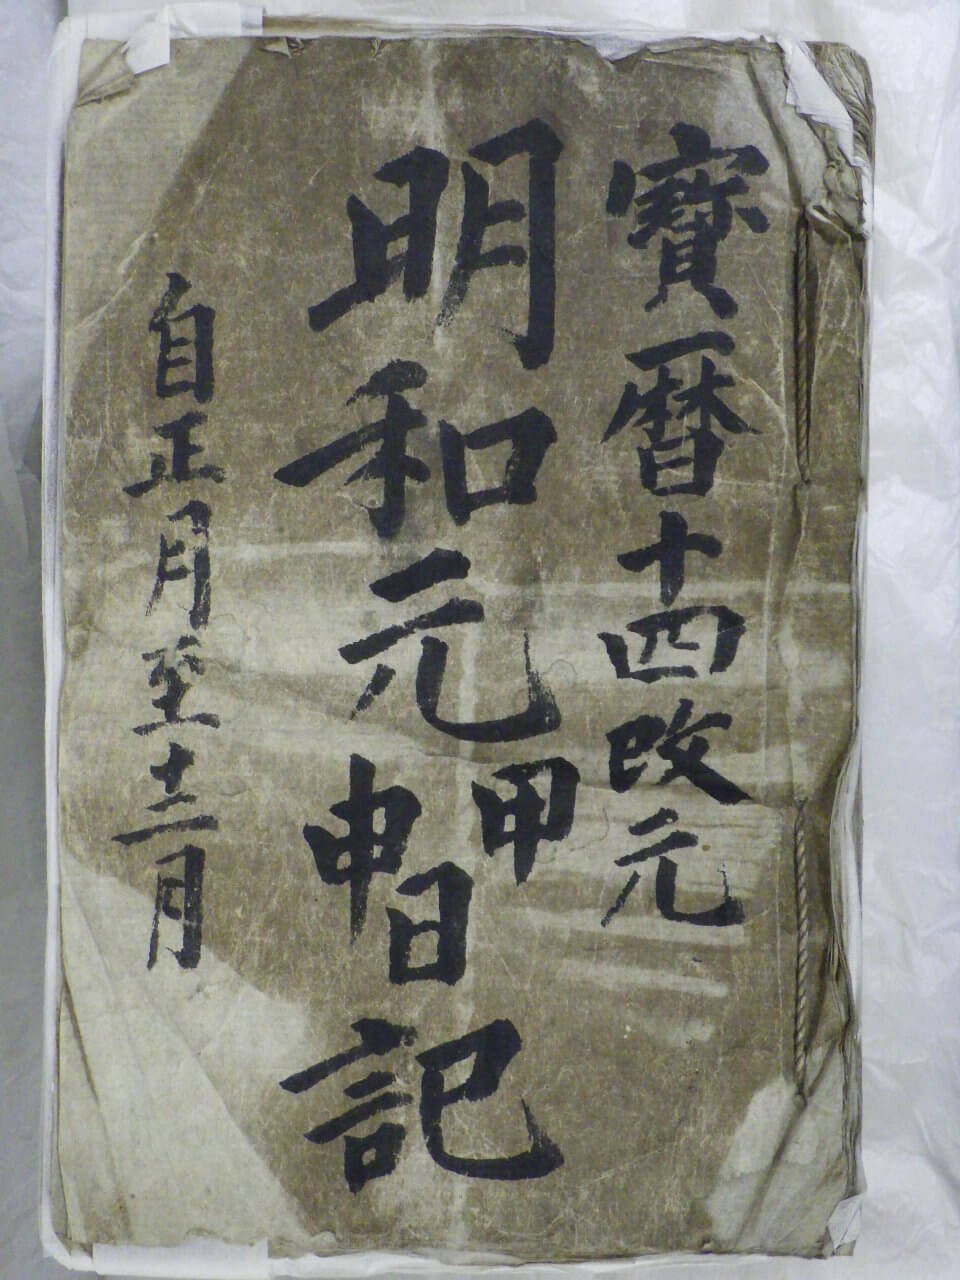 寶暦十四改元
明和元甲申日記
自正月至十二月